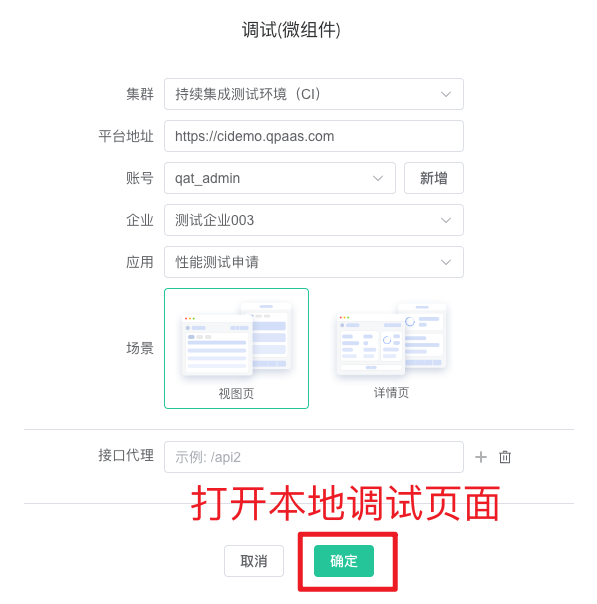 调试(微组件)
集群 持续集成测试环境（CI）
平台地址 https://cidemo.qpaas.com
账号 qat_admin 新增
企业 测试企业003
应用 性能测试申请
场景
视图页 详情页
接口代理 示例: /api2
打开本地调试页面
取消 确定